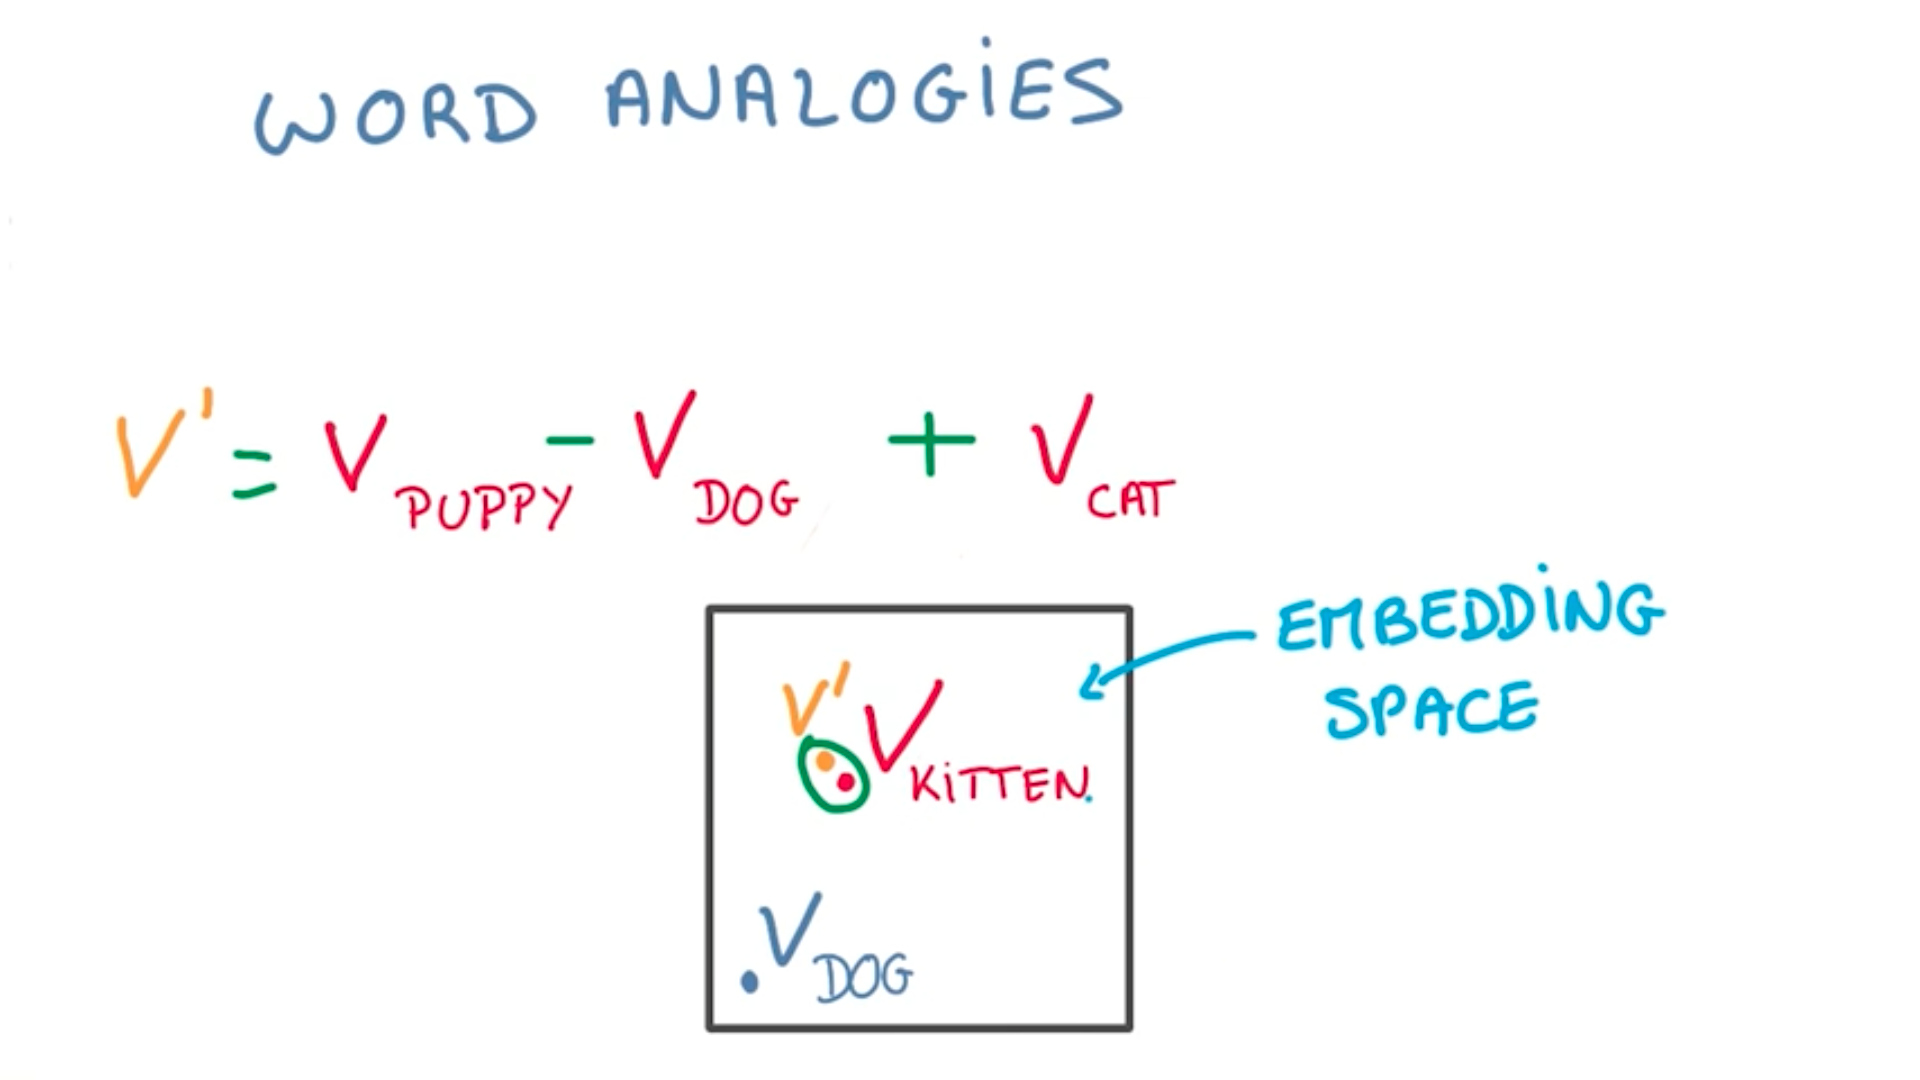 WORD ANALOGiES
V' = V PUPPY - V DOG + V CAT
EMBEDDiNG
SPACE
V' V KiTTEN.
V DOG